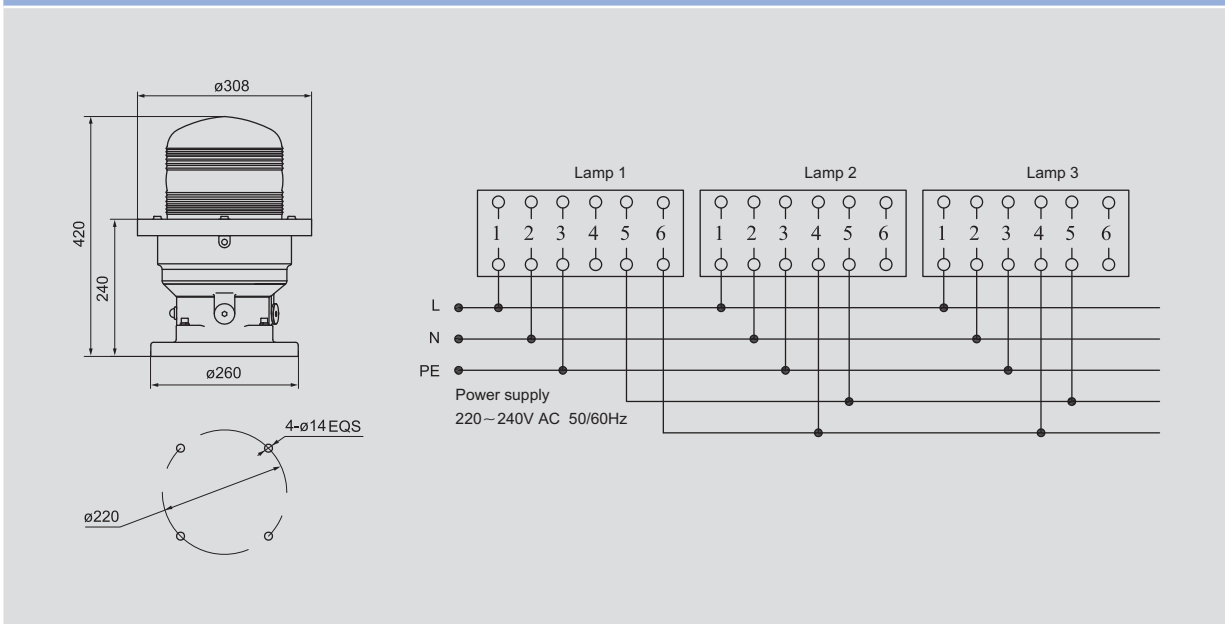 ø308
420
240
ø260
4-ø14 EQS
ø220
Lamp 1 Lamp 2 Lamp 3
1 2 3 4 5 6 1 2 3 4 5 6 1 2 3 4 5 6
L
N
PE
Power supply
220~240V AC 50/60Hz